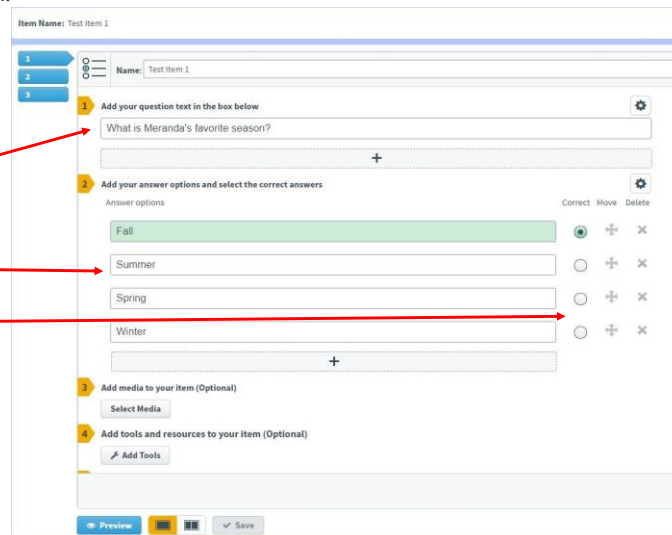 Item Name: Test Item 1
1
2
3
Name: Test Item 1
1 Add your question text in the box below
What is Meranda's favorite season?
+
2 Add your answer options and select the correct answers
Answer options Correct Move Delete
Fall
Summer
Spring
Winter
+
3 Add media to your item (Optional)
Select Media
4 Add tools and resources to your item (Optional)
Add Tools
Preview Save